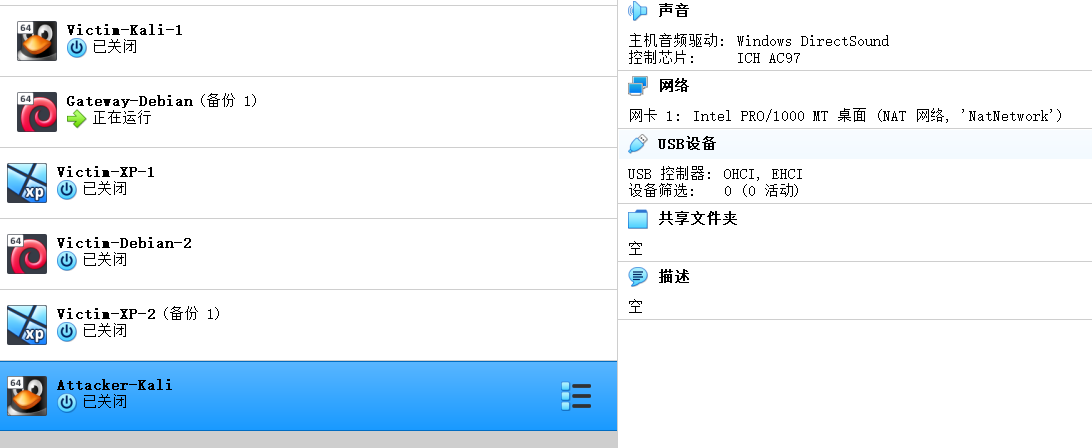 64
Victim-Kali-1
已关闭
64
Gateway-Debian (备份 1)
正在运行
xp
Victim-XP-1
已关闭
64
Victim-Debian-2
已关闭
xp
Victim-XP-2 (备份 1)
已关闭
64
Attacker-Kali
已关闭
声音
主机音频驱动: Windows DirectSound
控制芯片: ICH AC97
网络
网卡 1: Intel PRO/1000 MT 桌面 (NAT 网络, 'NatNetwork')
USB设备
USB 控制器: OHCI, EHCI
设备筛选: 0 (0 活动)
共享文件夹
空
描述
空